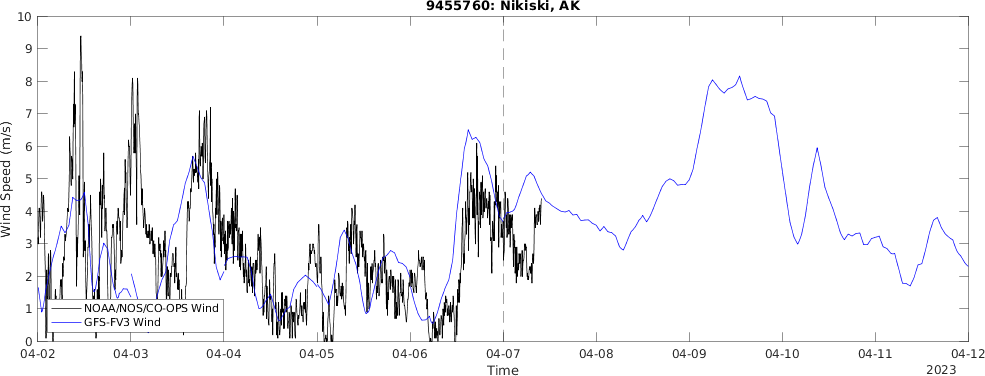 9455760: Nikiski, AK
Wind Speed (m/s)
10
9
8
7
6
5
4
3
2
1
0
NOAA/NOS/CO-OPS Wind
GFS-FV3 Wind
04-02 04-03 04-04 04-05 04-06 04-07 04-08 04-09 04-10 04-11 04-12
Time
2023